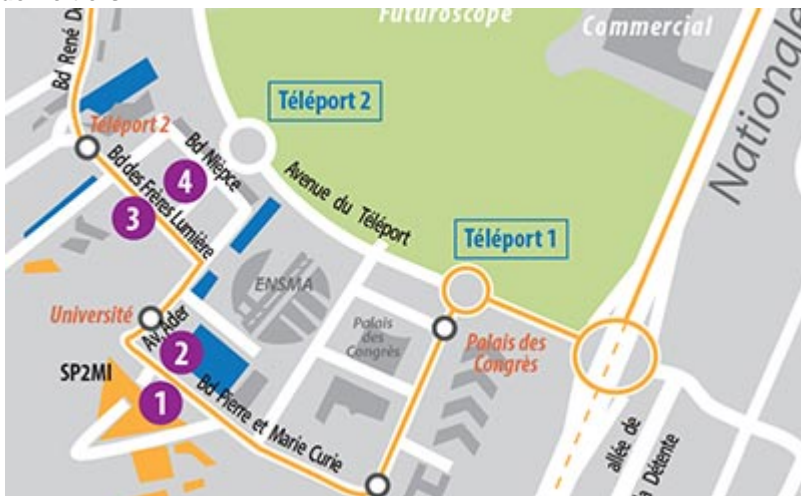 Futuroscope
Commercial
Bd René D
Téléport 2
Nationale
Téléport 2
Bd Nièpce
Bd des Frères Lumière
4
Avenue du Téléport
3
Téléport 1
ENSMA
Université
Av. Ader
Palais
des
Congrès
Palais des
Congrès
2
SP2MI
1
Bd Pierre et Marie Curie
allée de
la Détente